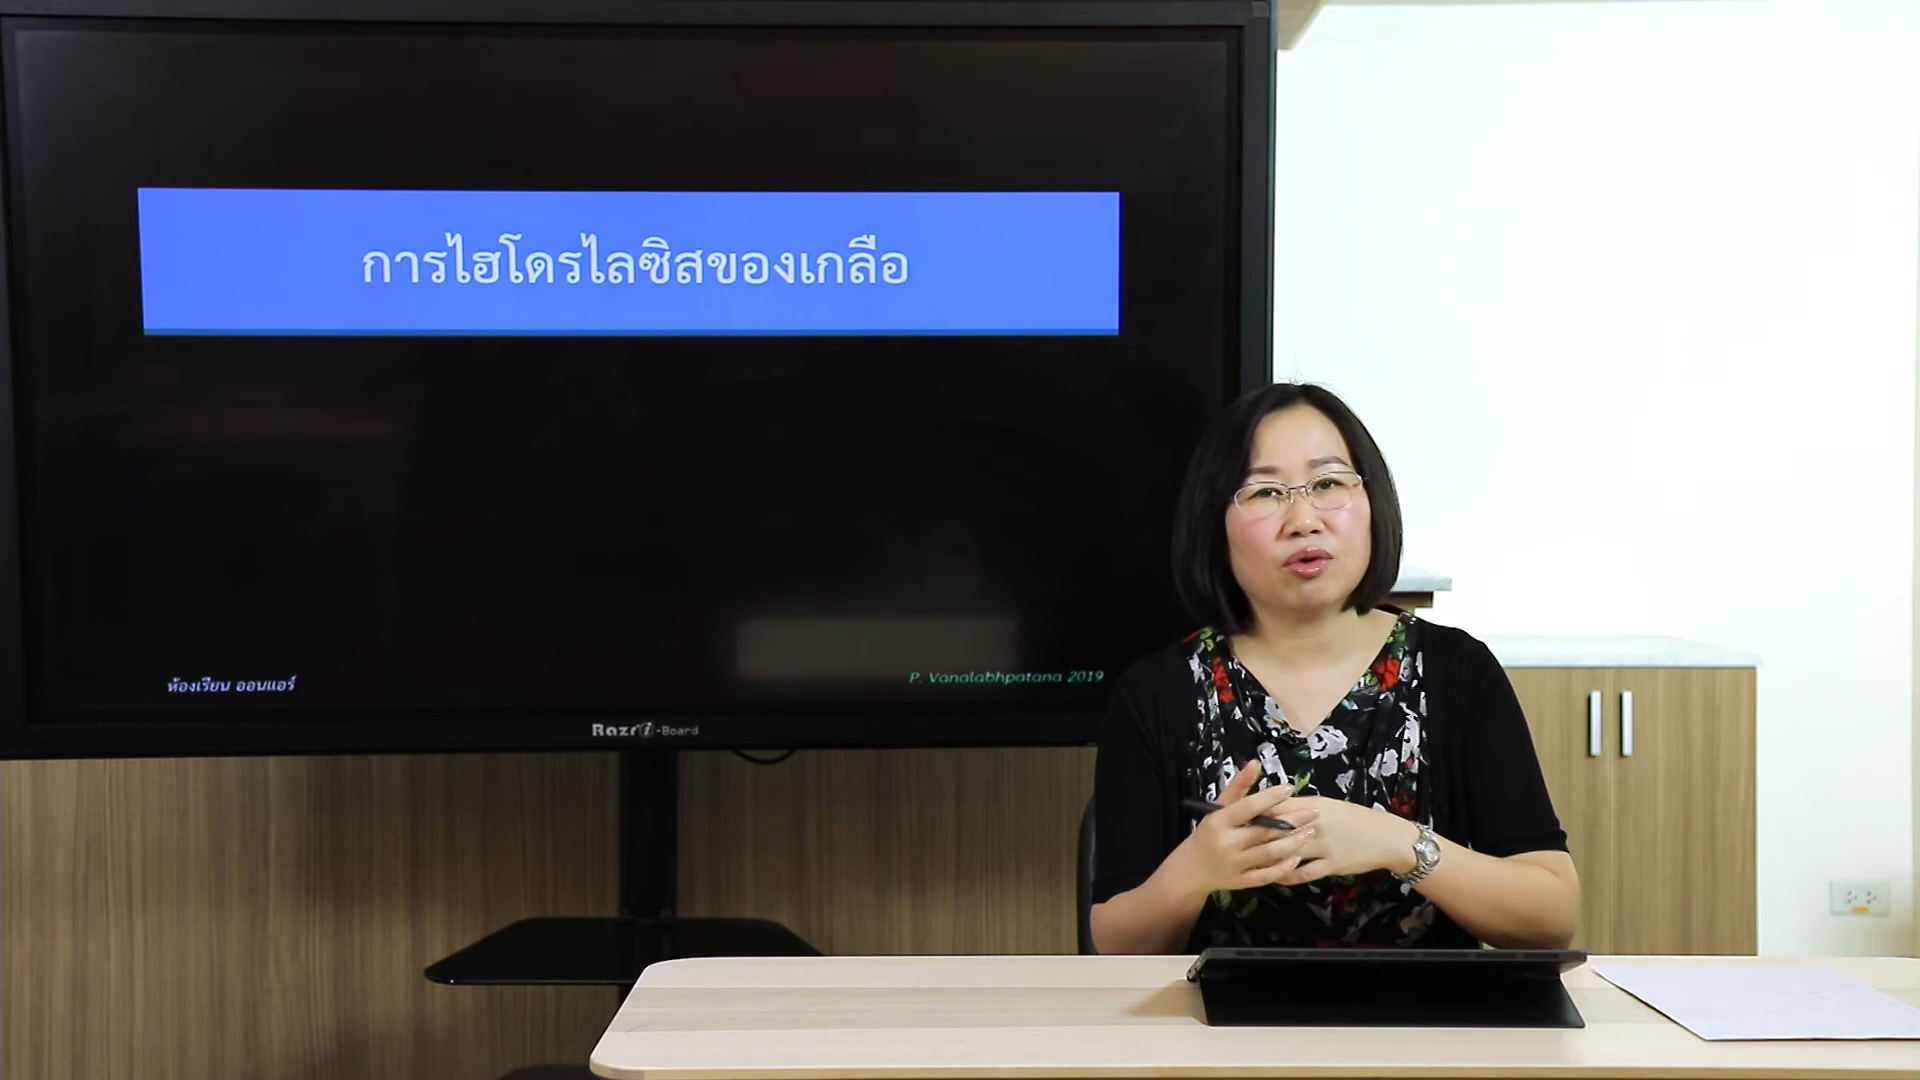 การไฮโดรไลซิสของเกลือ
ห้องเรียน ออนแอร์
P. Vanalabhpatana 2019
Razr i-Board